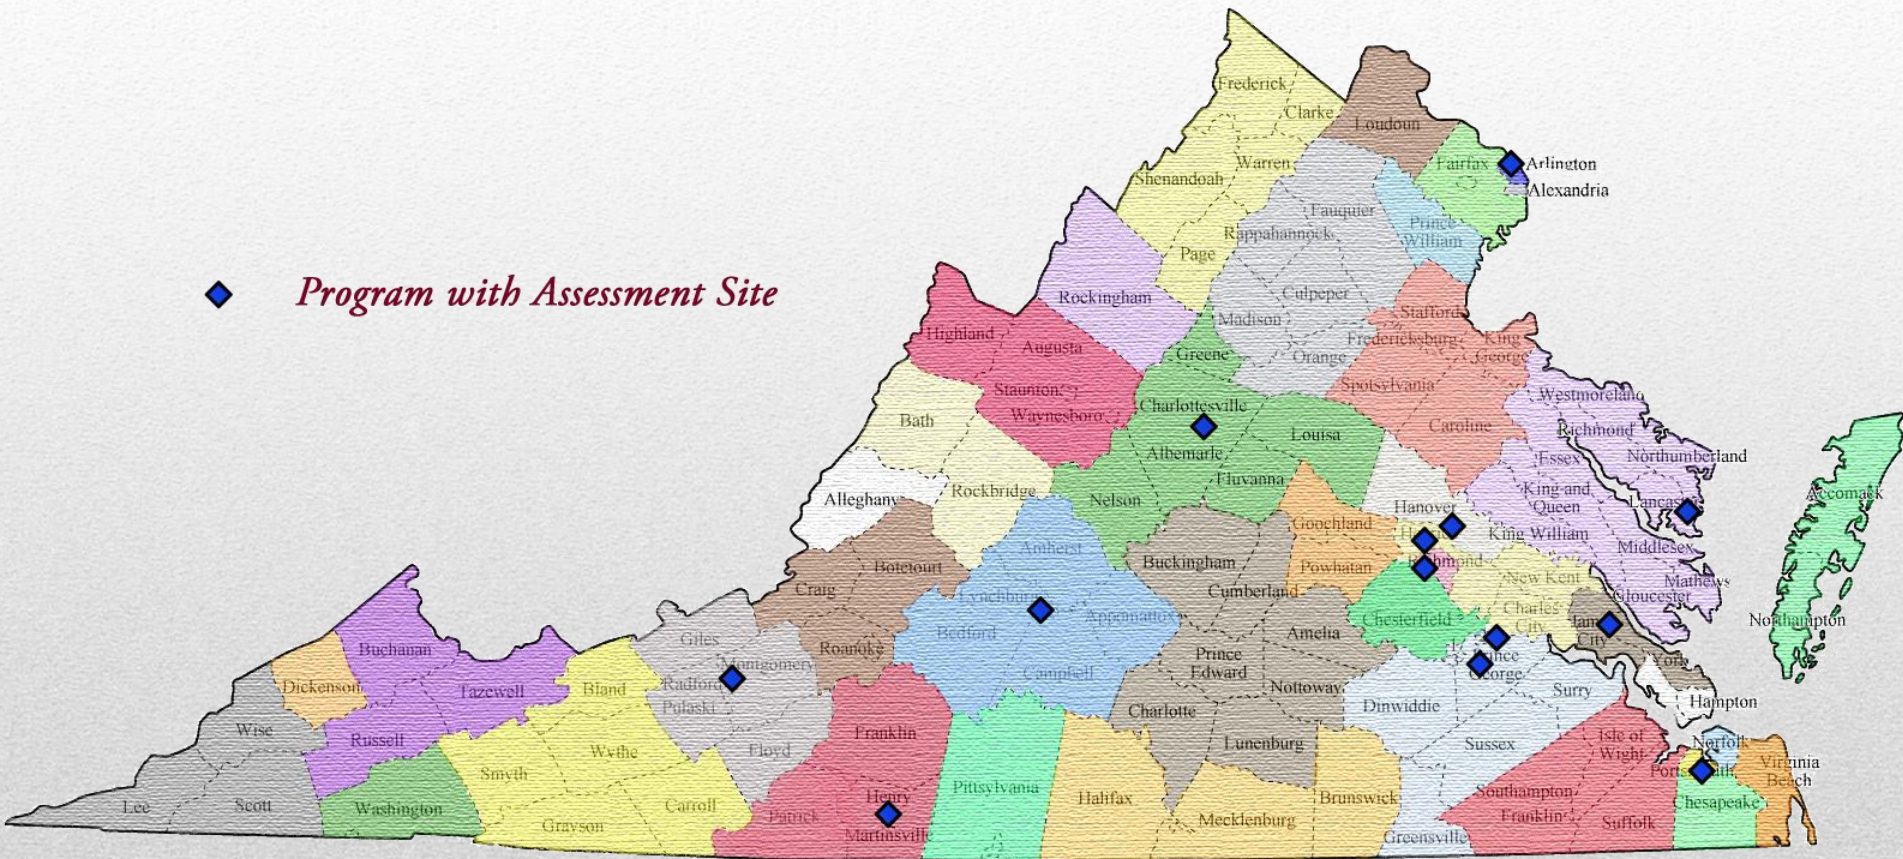 Frederick
Clarke
Loudoun
Warren
Fairfax
Arlington
Shenandoah
Alexandria
Fauquier
Prince
William
Rappahannock
Page
Program with Assessment Site
Rockingham
Culpeper
Madison
Stafford
Highland
Augusta
Greene
Orange
Fredericksburg
King
George
Staunton
Spotsylvania
Westmoreland
Waynesboro
Charlottesville
Bath
Louisa
Caroline
Richmond
Albemarle
Essex
Northumberland
Fluvanna
Rockbridge
King and
Queen
Accomack
Alleghany
Nelson
Hanover
Goochland
King William
Amherst
Middlesex
Buckingham
Powhatan
Botetourt
New Kent
Mathews
Craig
Cumberland
Lynchburg
Gloucester
Charles
City
Bedford
Appomattox
Chesterfield
Northampton
City
Giles
Amelia
Buchanan
Roanoke
Prince
Edward
York
Montgomery
George
Campbell
Radford
Dickenson
Tazewell
Bland
Nottoway
Surry
Pulaski
Charlotte
Dinwiddie
Hampton
Wise
Franklin
Russell
Floyd
Wythe
Lunenburg
Sussex
Isle of
Wight
Norfolk
Virginia
Beach
Smyth
Pittsylvania
Henry
Halifax
Brunswick
Southampton
Chesapeake
Lee
Scott
Washington
Carroll
Patrick
Grayson
Martinsville
Mecklenburg
Franklin
Suffolk
Greensville